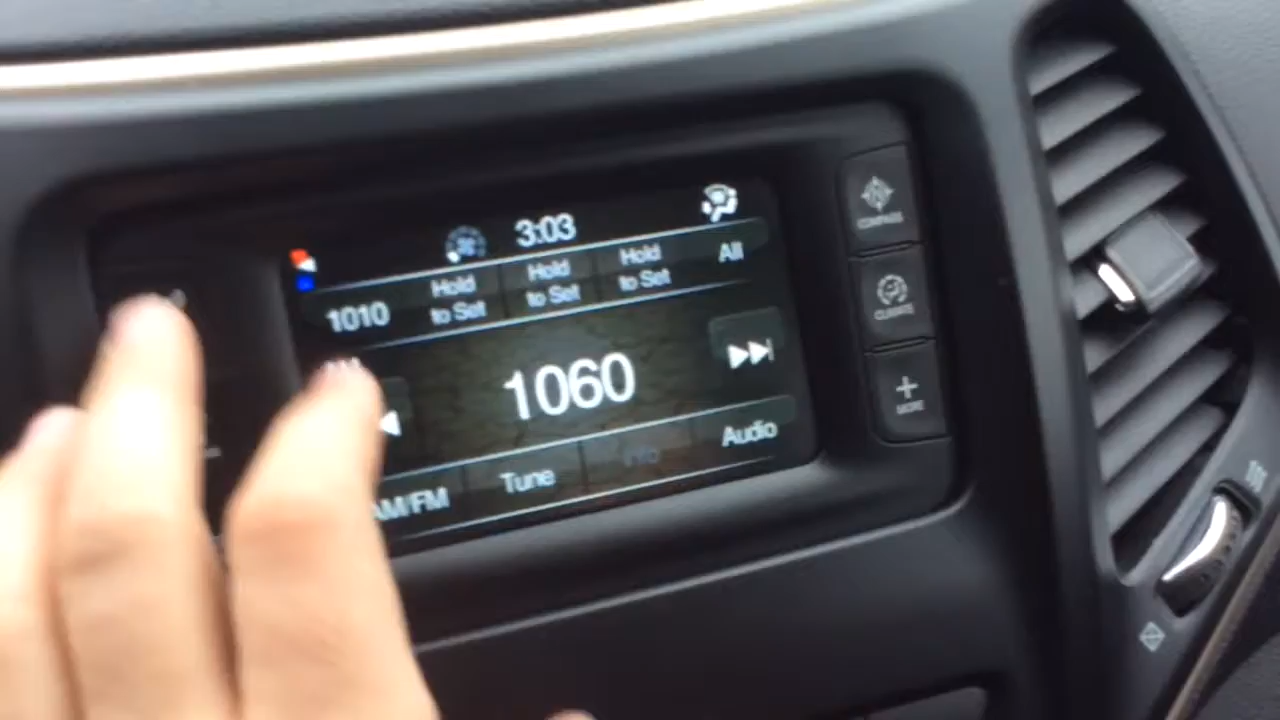 3:03
1010
Hold
to Set
Hold
to Set
Hold
to Set
All
1060
AM/FM
Tune
Info
Audio
COMPASS
CLIMATE
MORE